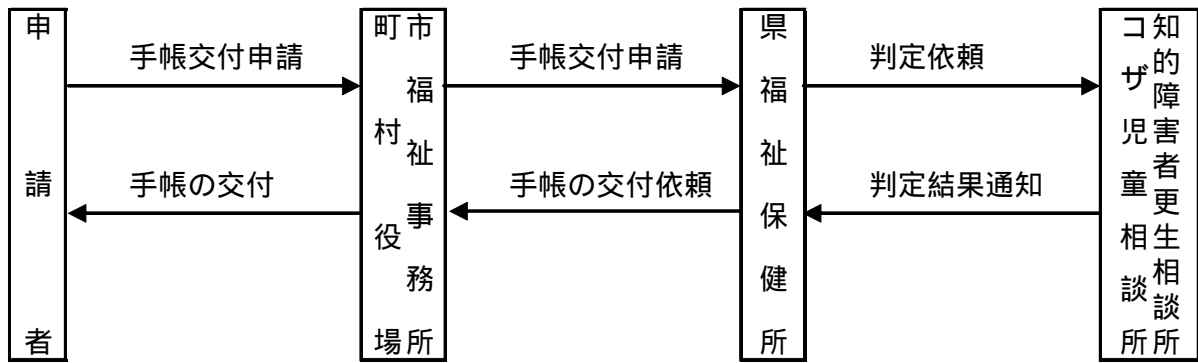 申請者
手帳交付申請
手帳の交付
市福祉事務所
町村役場
手帳交付申請
手帳の交付依頼
県福祉保健所
判定依頼
判定結果通知
知的障害者更生相談所
コザ児童相談所